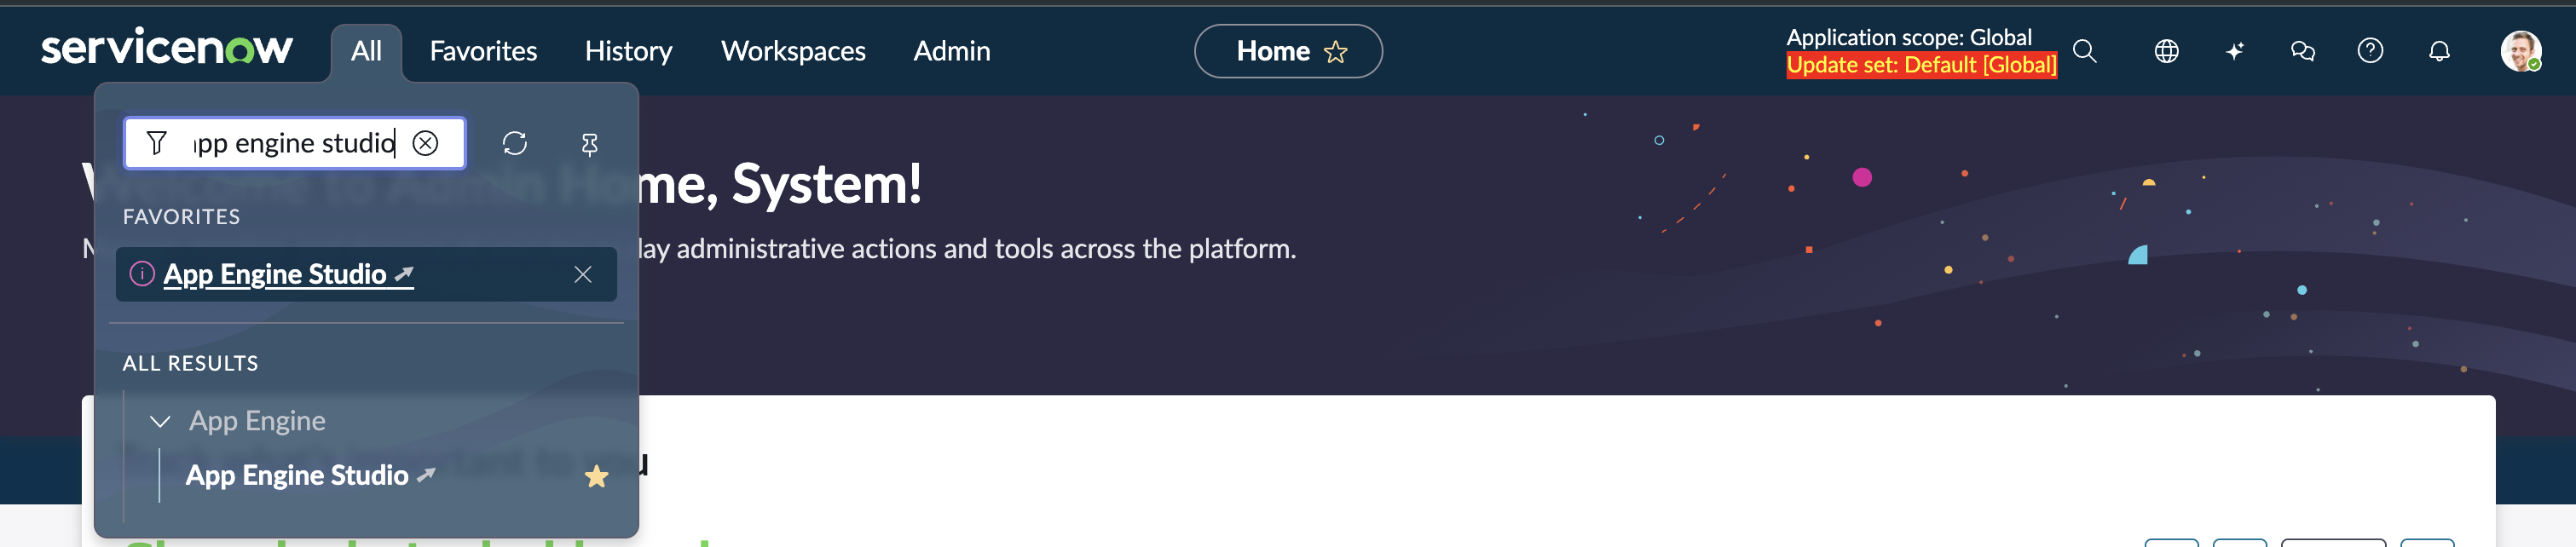 servicenow
All
Favorites
History
Workspaces
Admin
Home
Application scope: Global
Update set: Default [Global]
pp engine studio
me, System!
FAVORITES
lay administrative actions and tools across the platform.
App Engine Studio
ALL RESULTS
App Engine
App Engine Studio